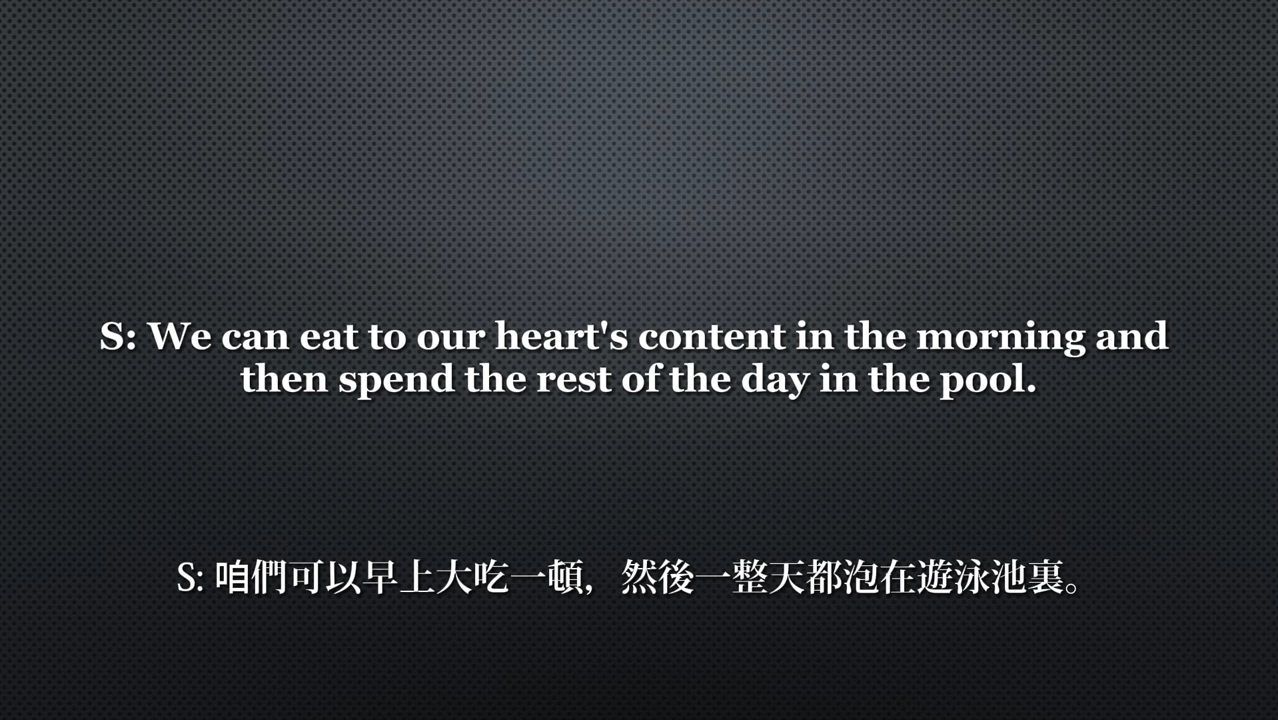 S: We can eat to our heart's content in the morning and
then spend the rest of the day in the pool.
S: 咱們可以早上大吃一頓，然後一整天都泡在遊泳池裏。